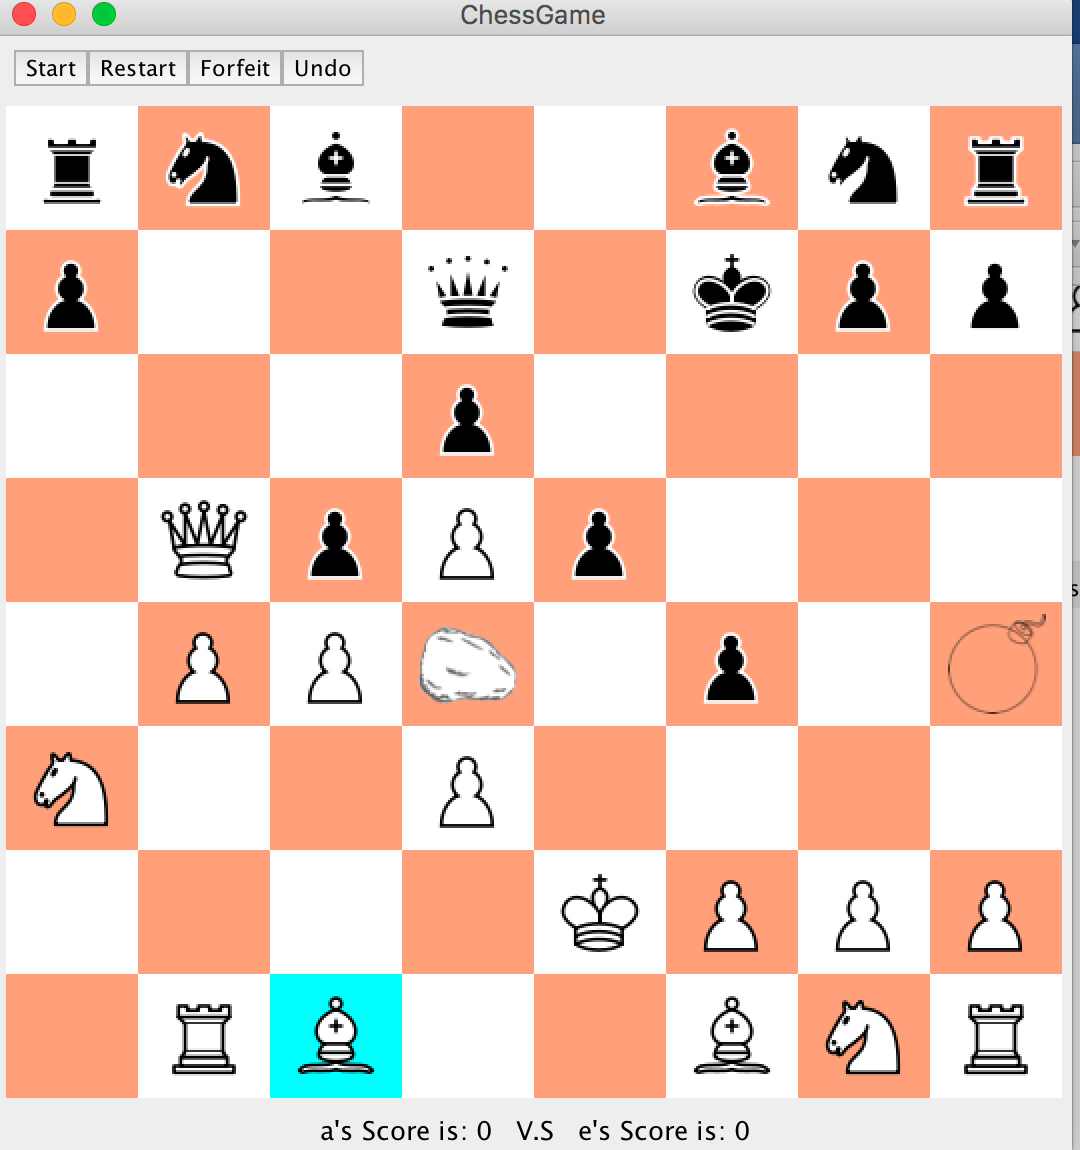 ChessGame
Start Restart Forfeit Undo
a's Score is: 0 V.S e's Score is: 0